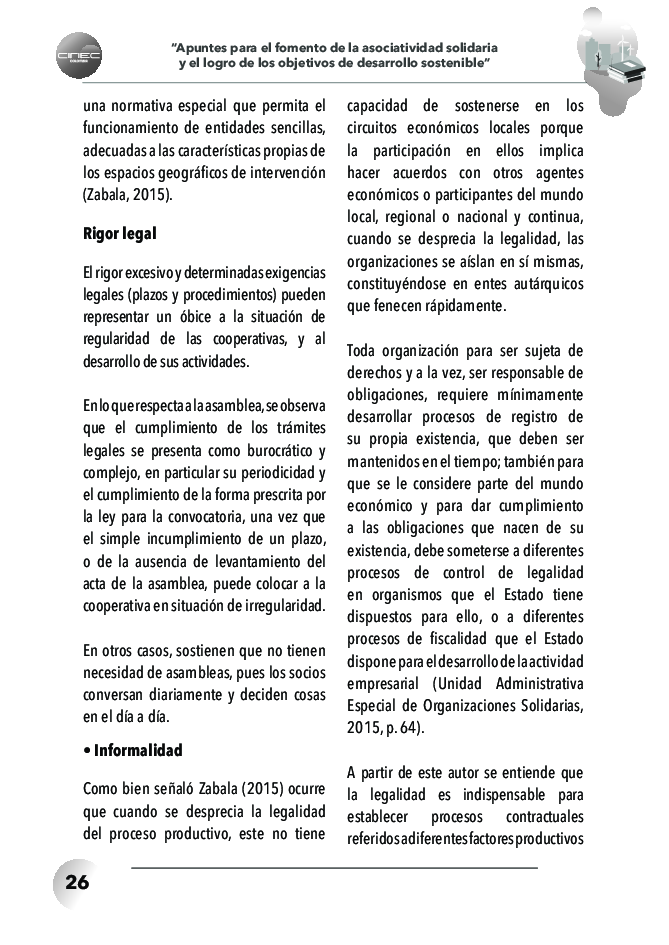 CINEC
COLOMBIA
“Apuntes para el fomento de la asociatividad solidaria
y el logro de los objetivos de desarrollo sostenible”
una normativa especial que permita el
funcionamiento de entidades sencillas,
adecuadas a las características propias de
los espacios geográficos de intervención
(Zabala, 2015).
Rigor legal
El rigor excesivo y determinadas exigencias
legales (plazos y procedimientos) pueden
representar un óbice a la situación de
regularidad de las cooperativas, y al
desarrollo de sus actividades.
En lo que respecta a la asamblea, se observa
que el cumplimiento de los trámites
legales se presenta como burocrático y
complejo, en particular su periodicidad y
el cumplimiento de la forma prescrita por
la ley para la convocatoria, una vez que
el simple incumplimiento de un plazo,
o de la ausencia de levantamiento del
acta de la asamblea, puede colocar a la
cooperativa en situación de irregularidad.
En otros casos, sostienen que no tienen
necesidad de asambleas, pues los socios
conversan diariamente y deciden cosas
en el día a día.
• Informalidad
Como bien señaló Zabala (2015) ocurre
que cuando se desprecia la legalidad
del proceso productivo, este no tiene
capacidad de sostenerse en los
circuitos económicos locales porque
la participación en ellos implica
hacer acuerdos con otros agentes
económicos o participantes del mundo
local, regional o nacional y continua,
cuando se desprecia la legalidad, las
organizaciones se aíslan en sí mismas,
constituyéndose en entes autárquicos
que fenecen rápidamente.
Toda organización para ser sujeta de
derechos y a la vez, ser responsable de
obligaciones, requiere mínimamente
desarrollar procesos de registro de
su propia existencia, que deben ser
mantenidos en el tiempo; también para
que se le considere parte del mundo
económico y para dar cumplimiento
a las obligaciones que nacen de su
existencia, debe someterse a diferentes
procesos de control de legalidad
en organismos que el Estado tiene
dispuestos para ello, o a diferentes
procesos de fiscalidad que el Estado
dispone para el desarrollo de la actividad
empresarial (Unidad Administrativa
Especial de Organizaciones Solidarias,
2015, p. 64).
A partir de este autor se entiende que
la legalidad es indispensable para
establecer procesos contractuales
referidos a diferentes factores productivos
26